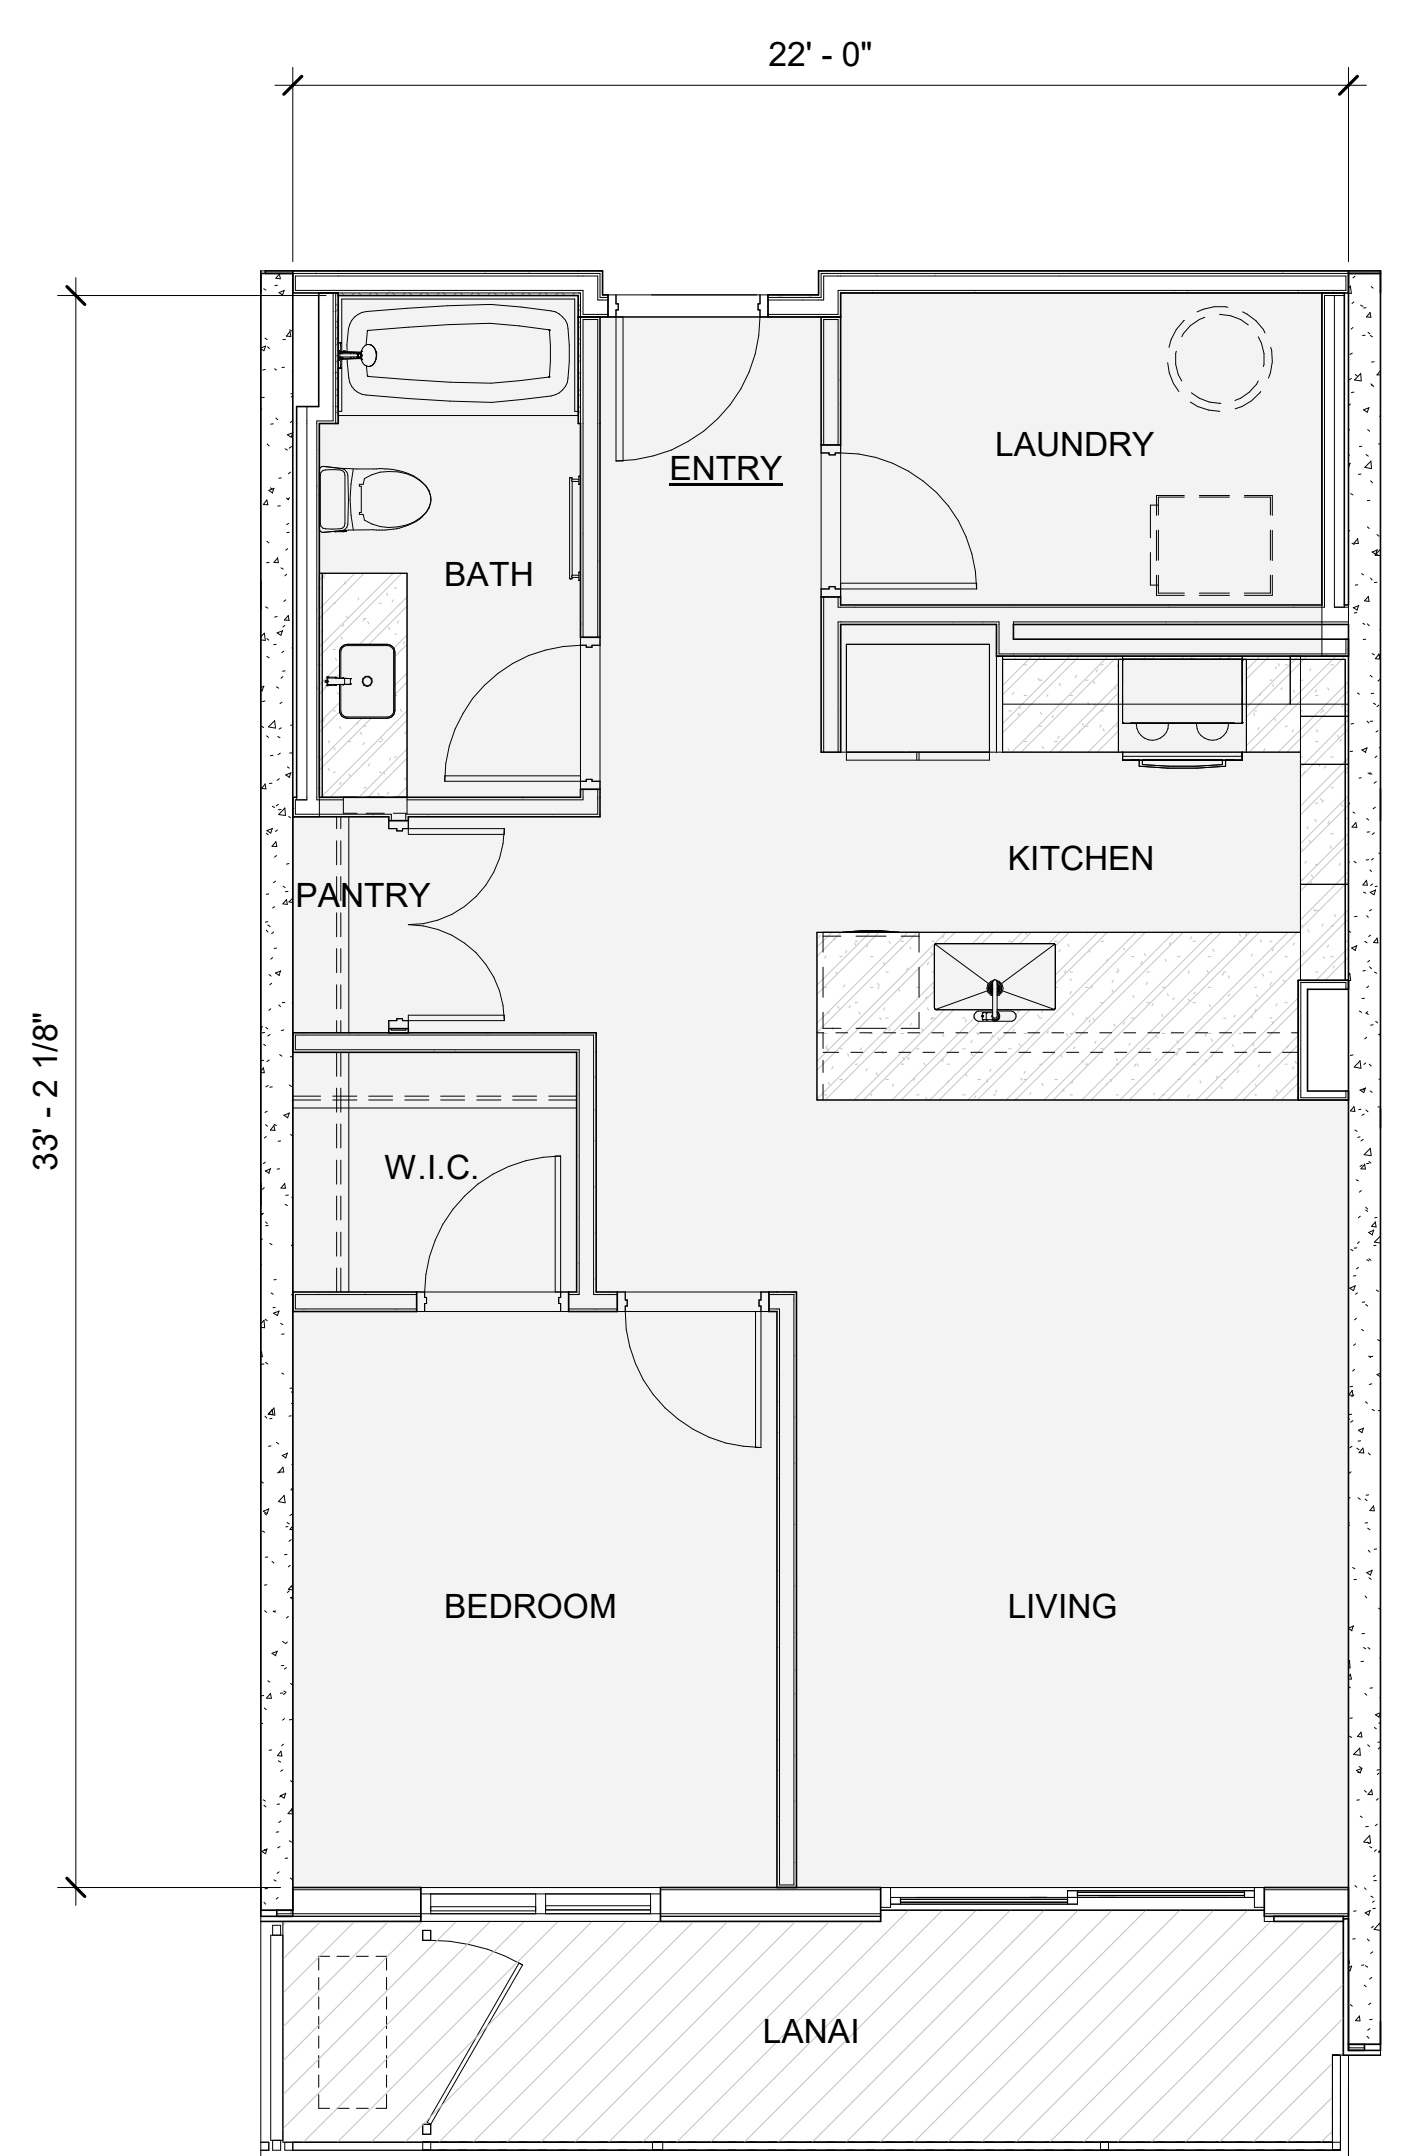 22' - 0"
LAUNDRY
ENTRY
BATH
KITCHEN
PANTRY
33' - 2 1/8"
W.I.C.
BEDROOM
LIVING
LANAI